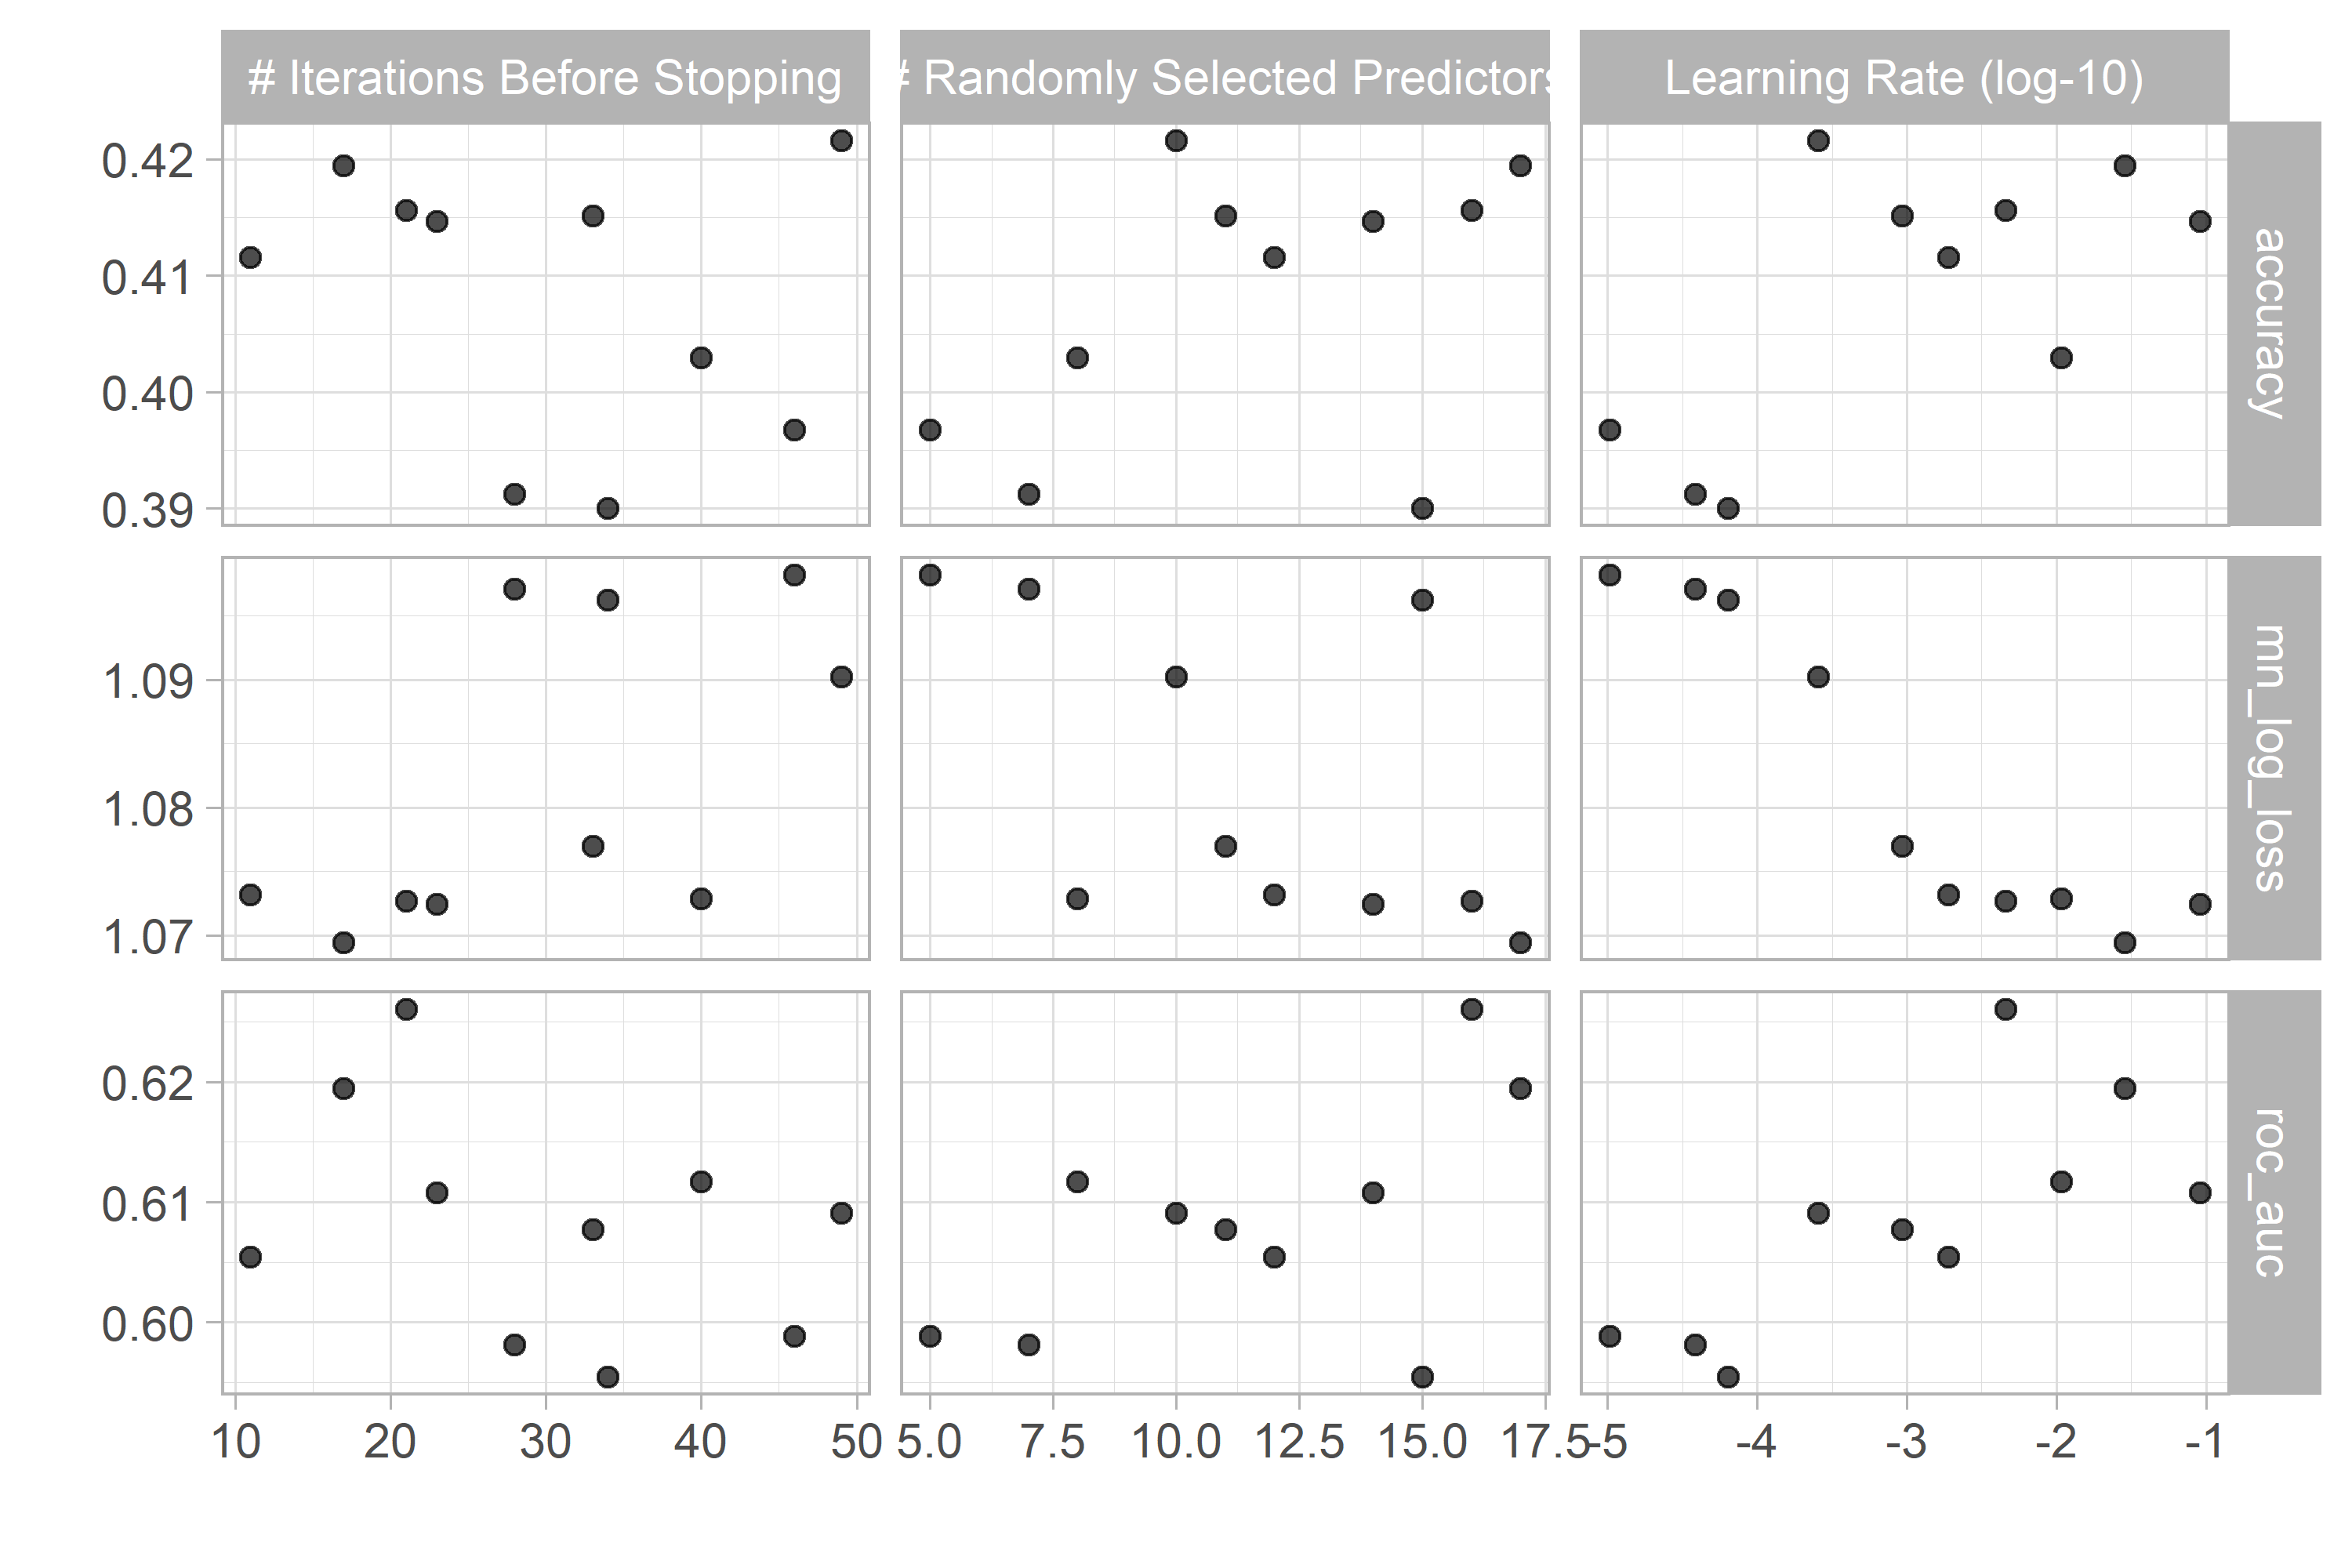 # Iterations Before Stopping
# Randomly Selected Predictors
Learning Rate (log-10)
0.42
0.41
0.40
0.39
accuracy
1.09
1.08
1.07
mn_log_loss
0.62
0.61
0.60
roc_auc
10 20 30 40 50
5.0 7.5 10.0 12.5 15.0 17.5
-5 -4 -3 -2 -1